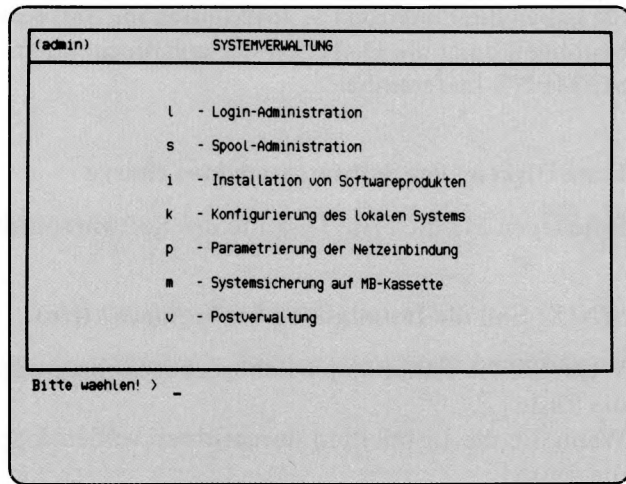 (admin) SYSTEMVERWALTUNG
l - Login-Administration
s - Spool-Administration
i - Installation von Softwareprodukten
k - Konfigurierung des lokalen Systems
p - Parametrierung der Netzeinbindung
m - Systemsicherung auf MB-Kassette
v - Postverwaltung
Bitte waehlen! > _